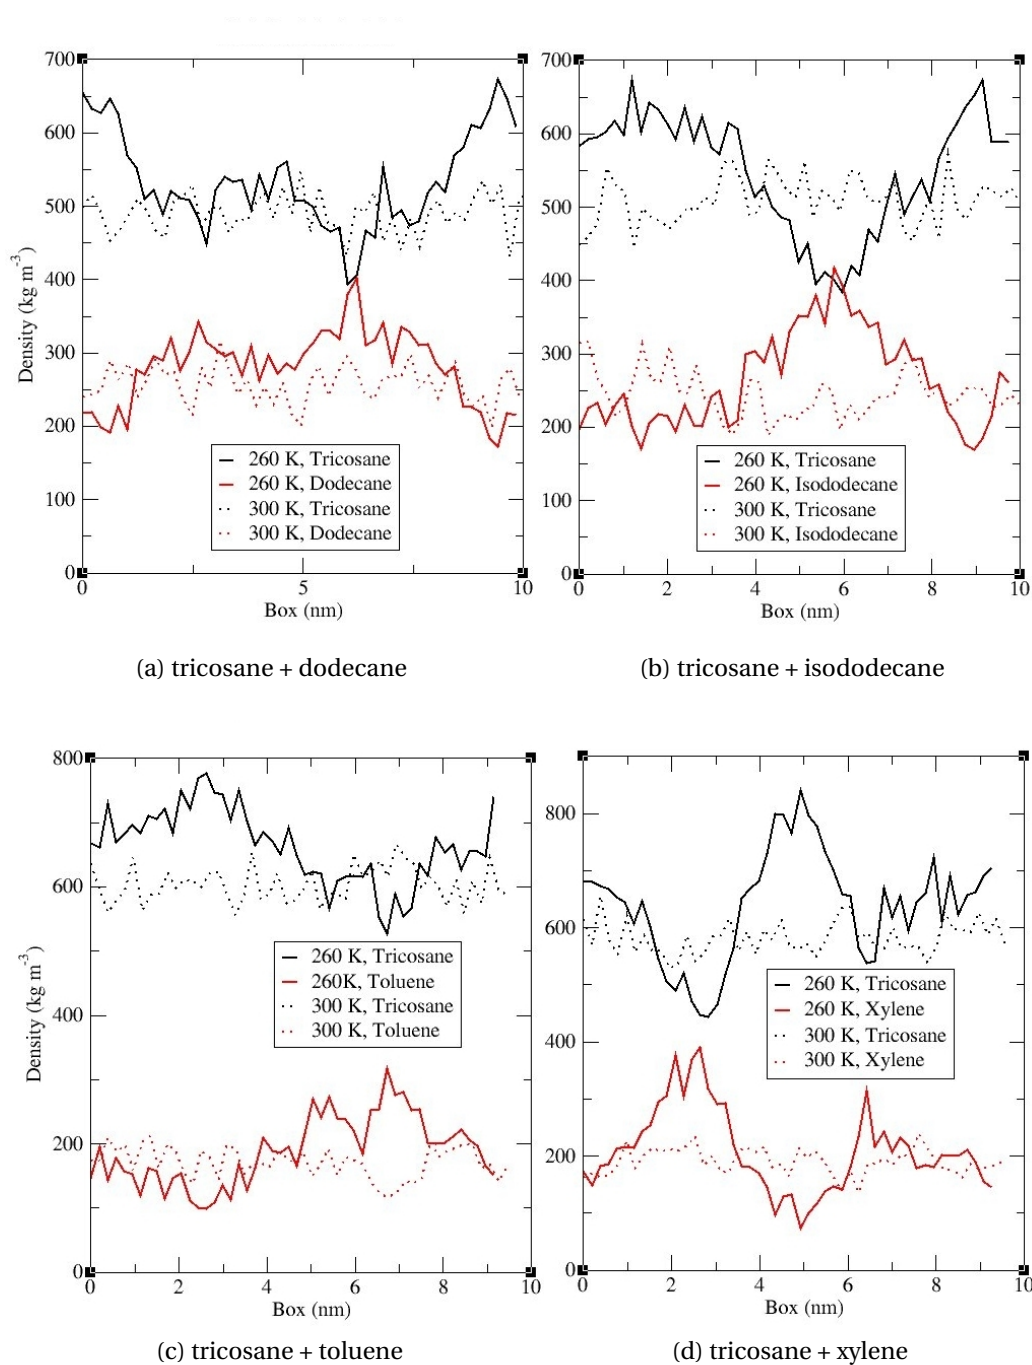 700
600
500
400
300
200
100
0
Density (kg m-3)
260 K, Tricosane
260 K, Dodecane
300 K, Tricosane
300 K, Dodecane
0 5 10
Box (nm)
(a) tricosane + dodecane
700
600
500
400
300
200
100
0
260 K, Tricosane
260 K, Isododecane
300 K, Tricosane
300 K, Isododecane
0 2 4 6 8 10
Box (nm)
(b) tricosane + isododecane
800
600
400
200
0
Density (kg m-3)
260 K, Tricosane
260K, Toluene
300 K, Tricosane
300 K, Toluene
0 2 4 6 8 10
Box (nm)
(c) tricosane + toluene
800
600
400
200
0
260 K, Tricosane
260 K, Xylene
300 K, Tricosane
300 K, Xylene
0 2 4 6 8 10
Box (nm)
(d) tricosane + xylene